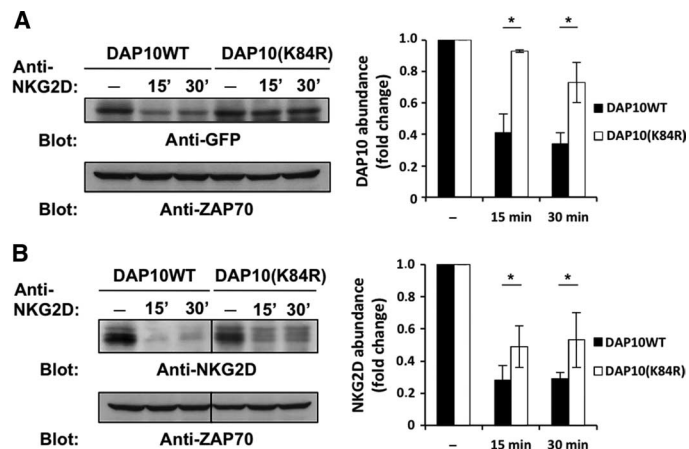 A
DAP10WT DAP10(K84R)
Anti-
NKG2D: – 15’ 30’ – 15’ 30’
Blot: Anti-GFP
Blot: Anti-ZAP70
DAP10 abundance
(fold change)
1.0
0.8
0.6
0.4
0.2
0
* *
– 15 min 30 min
DAP10WT
DAP10(K84R)
B
DAP10WT DAP10(K84R)
Anti-
NKG2D: – 15’ 30’ – 15’ 30’
Blot: Anti-NKG2D
Blot: Anti-ZAP70
NKG2D abundance
(fold change)
1.0
0.8
0.6
0.4
0.2
0
* *
– 15 min 30 min
DAP10WT
DAP10(K84R)